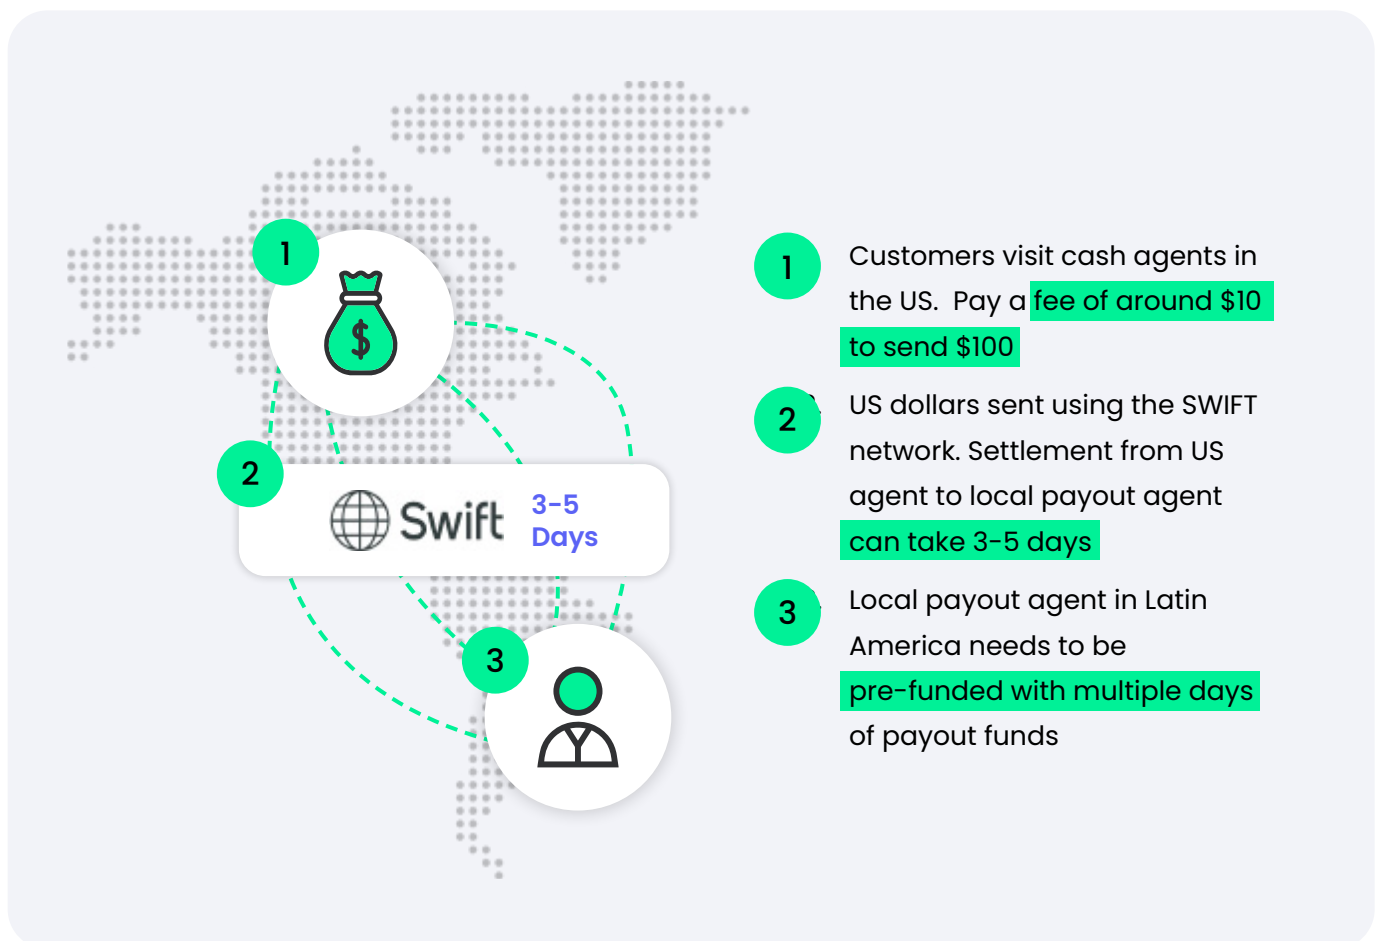 1
2
Swift
3-5
Days
3
1
Customers visit cash agents in
the US. Pay a fee of around $10
to send $100
2
US dollars sent using the SWIFT
network. Settlement from US
agent to local payout agent
can take 3-5 days
3
Local payout agent in Latin
America needs to be
pre-funded with multiple days
of payout funds